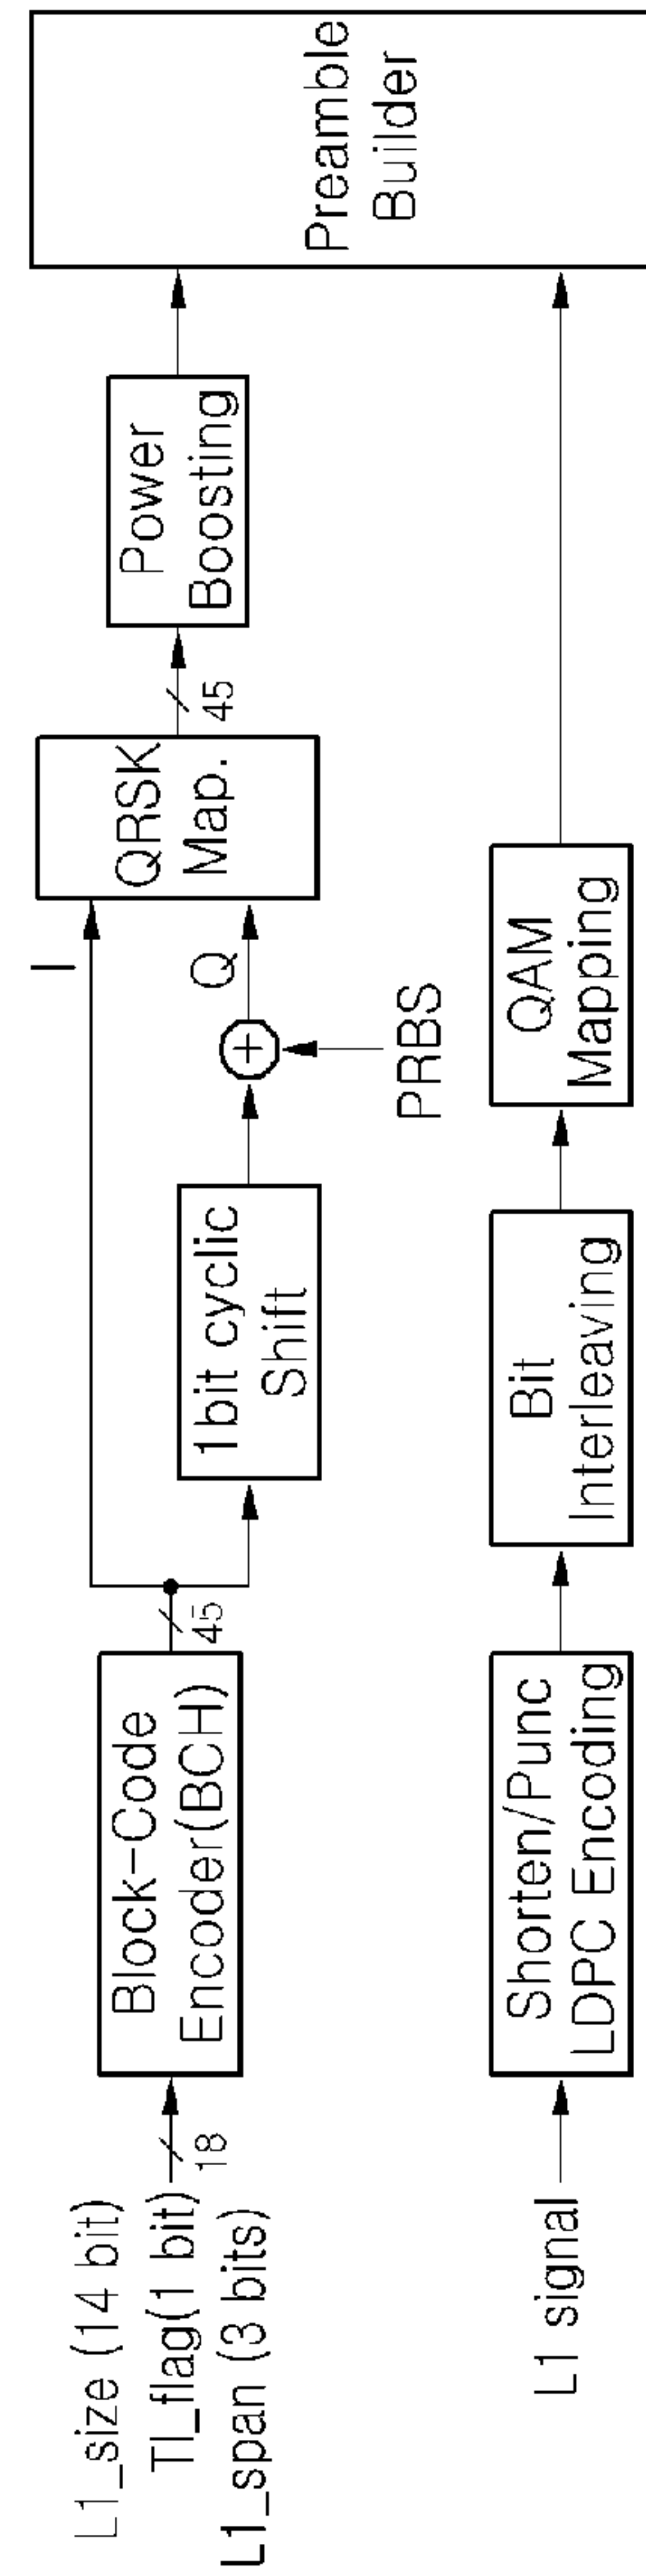 L1_size (14 bit)
TI_flag(1 bit)
L1_span (3 bits)
18
Block-Code
Encoder(BCH)
45
1bit cyclic
Shift
I
Q
+
PRBS
QRSK
Map.
45
Power
Boosting
Preamble
Builder
L1 signal
Shorten/Punc
LDPC Encoding
Bit
Interleaving
QAM
Mapping